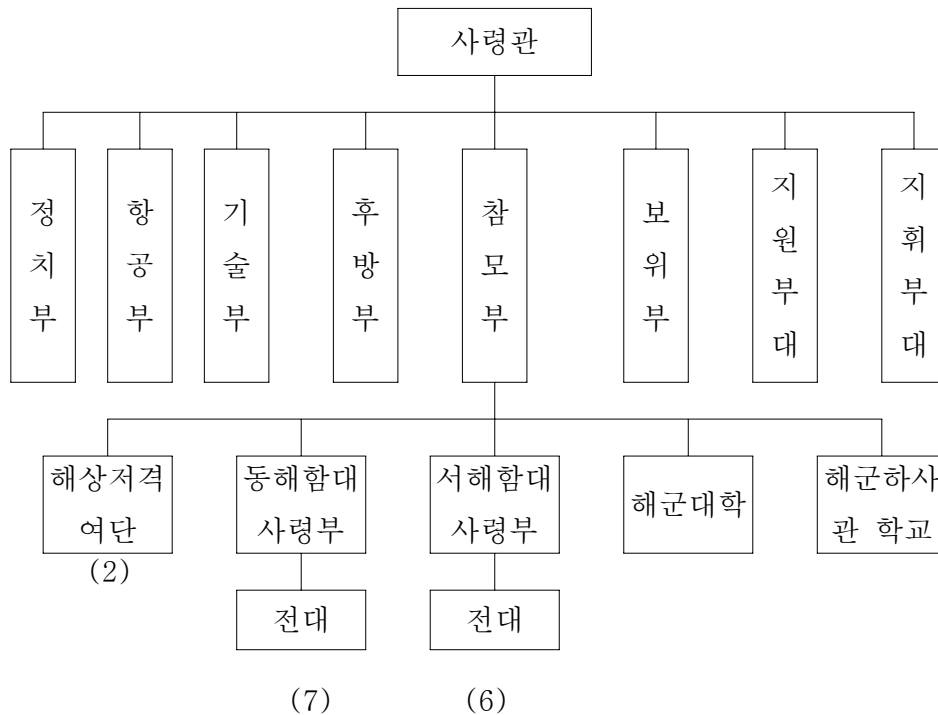 사령관
정치부
항공부
기술부
후방부
참모부
보위부
지원부대
지휘부대
해상저격
여단
(2)
동해함대
사령부
서해함대
사령부
해군대학
해군하사
관 학교
전대
전대
(7)
(6)